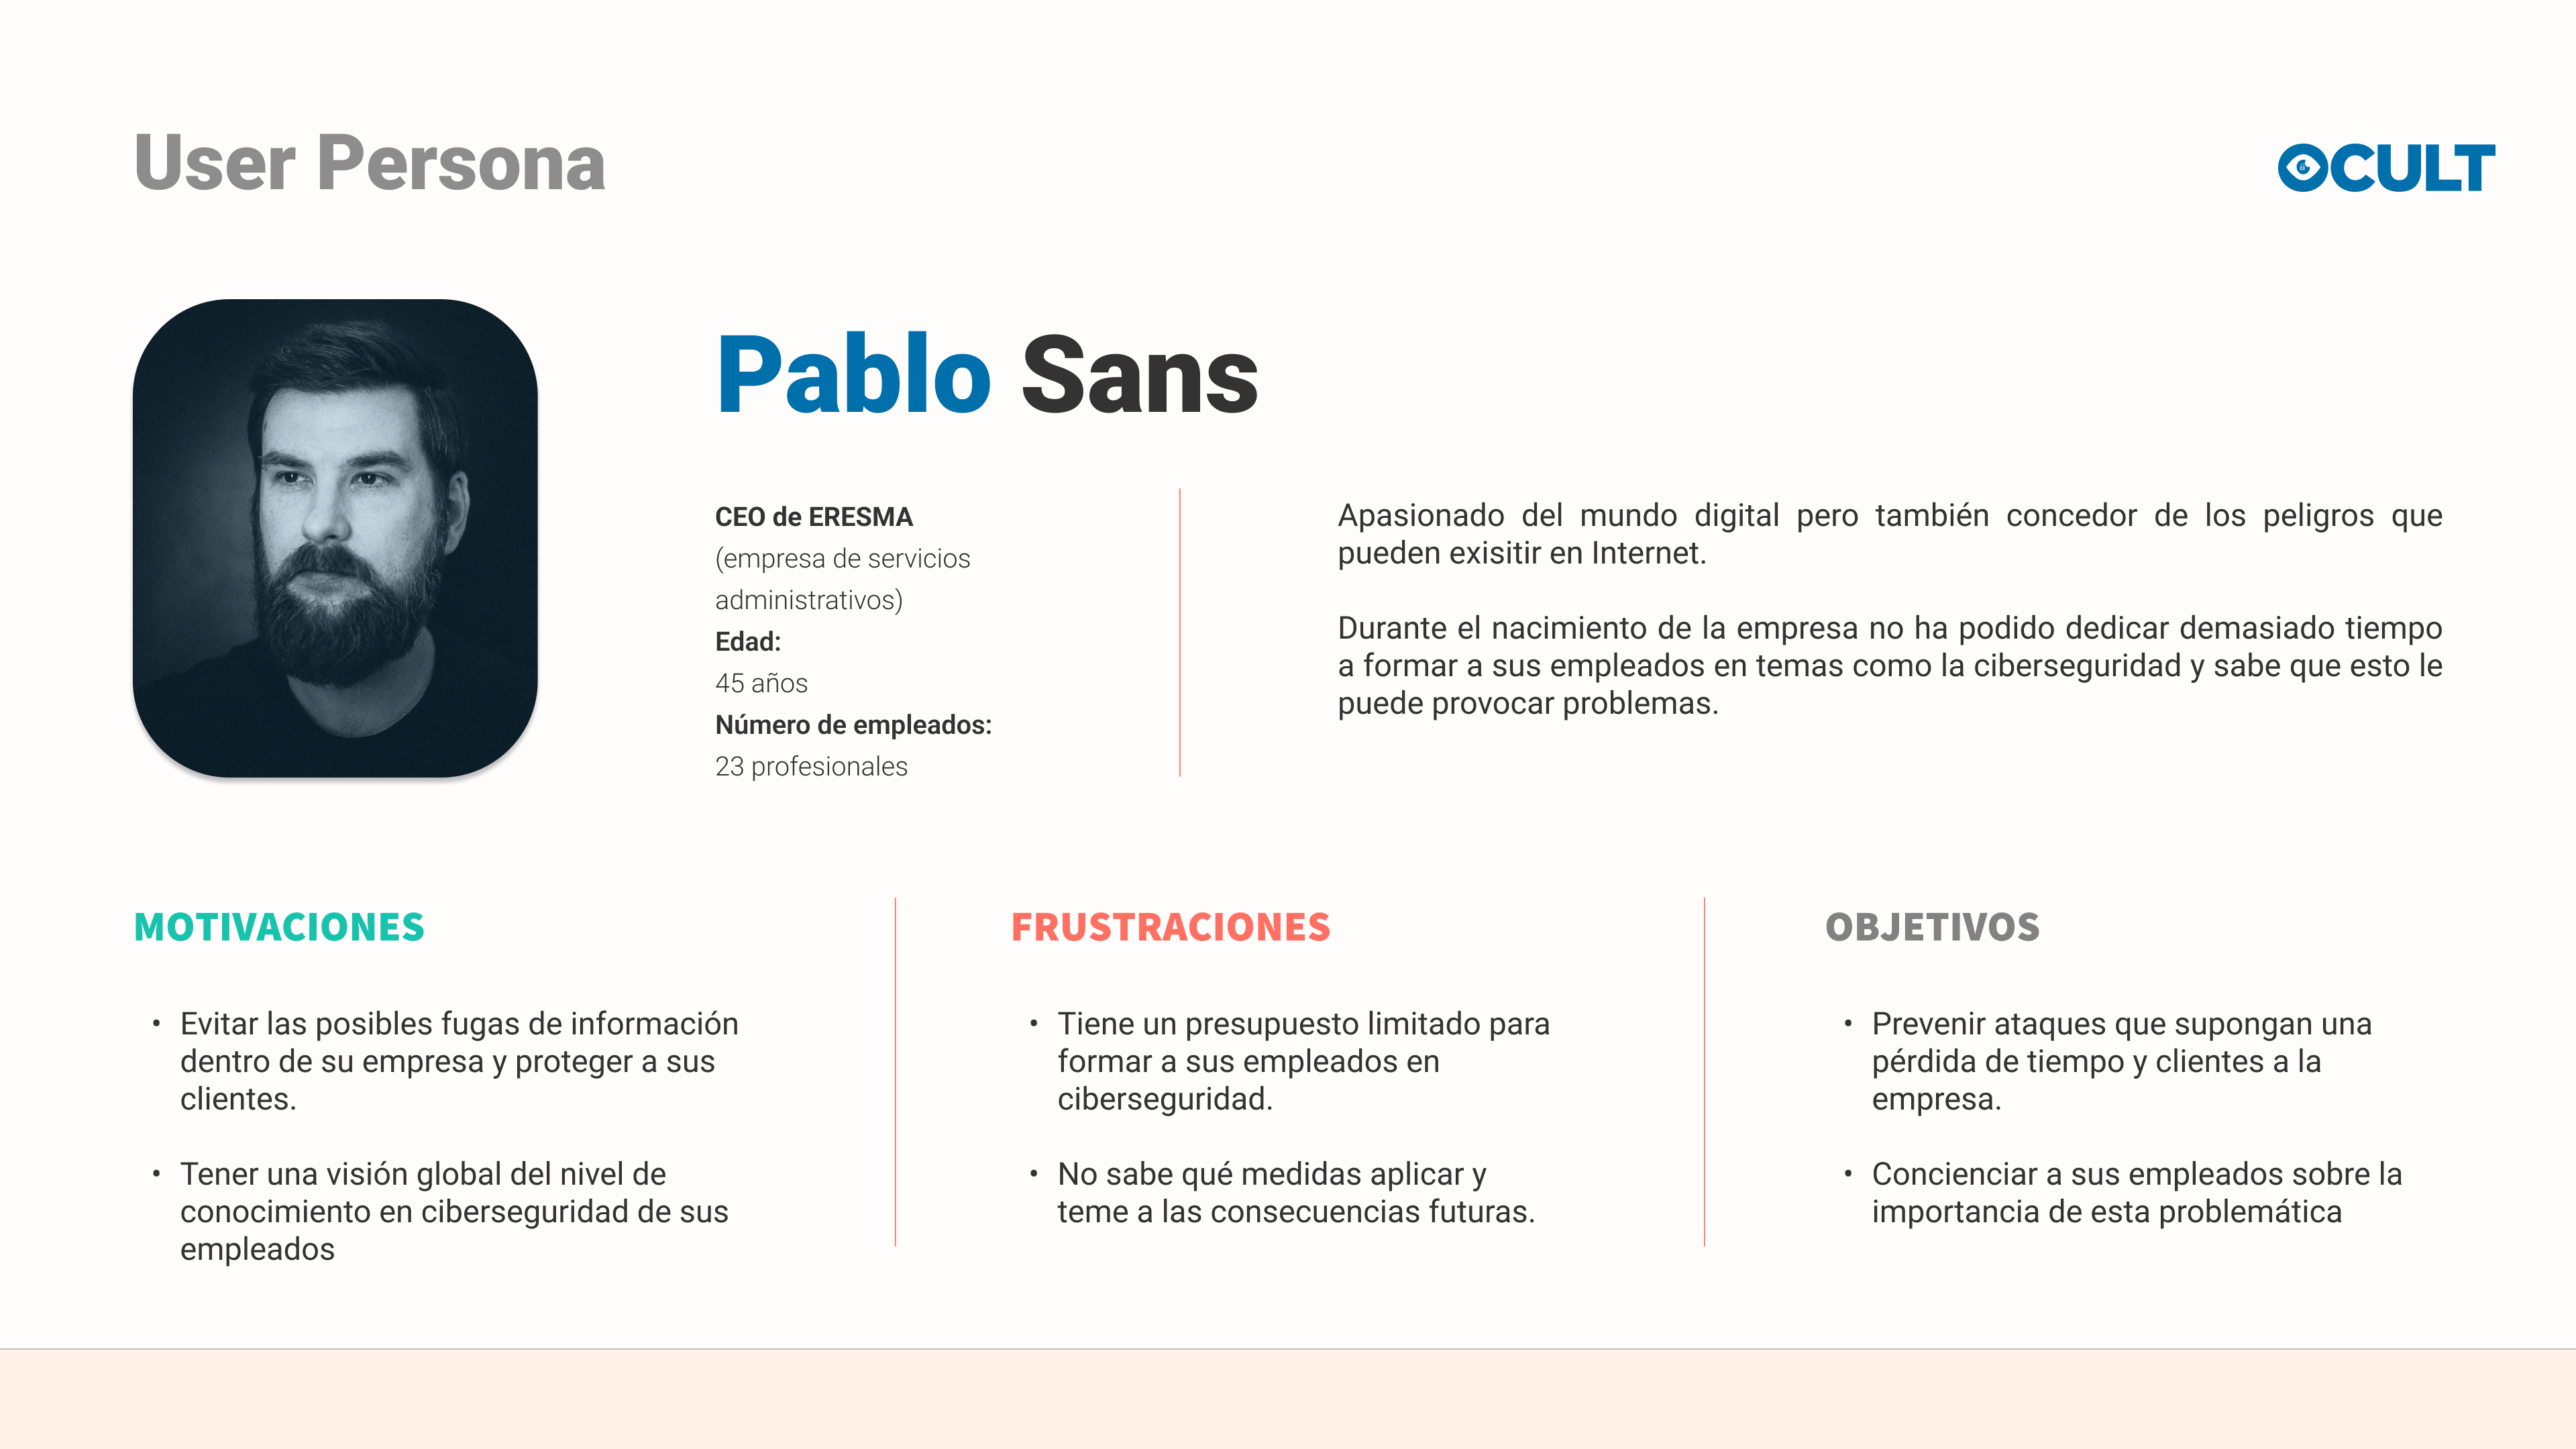 User Persona
OCULT
Pablo Sans
CEO de ERESMA
(empresa de servicios
administrativos)
Edad:
45 años
Número de empleados:
23 profesionales
Apasionado del mundo digital pero también concedor de los peligros que
pueden exisitir en Internet.
Durante el nacimiento de la empresa no ha podido dedicar demasiado tiempo
a formar a sus empleados en temas como la ciberseguridad y sabe que esto le
puede provocar problemas.
MOTIVACIONES
• Evitar las posibles fugas de información
dentro de su empresa y proteger a sus
clientes.
• Tener una visión global del nivel de
conocimiento en ciberseguridad de sus
empleados
FRUSTRACIONES
• Tiene un presupuesto limitado para
formar a sus empleados en
ciberseguridad.
• No sabe qué medidas aplicar y
teme a las consecuencias futuras.
OBJETIVOS
• Prevenir ataques que supongan una
pérdida de tiempo y clientes a la
empresa.
• Concienciar a sus empleados sobre la
importancia de esta problemática